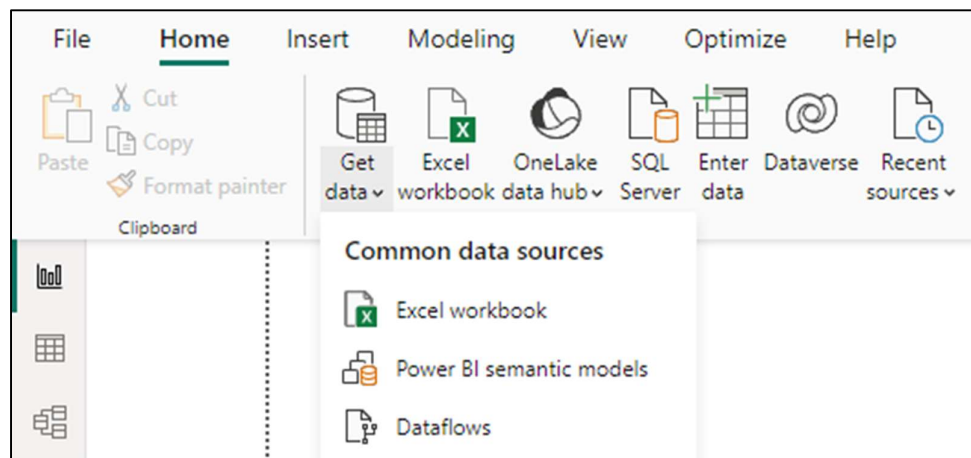 File Home Insert Modeling View Optimize Help
Paste
Cut
Copy
Format painter
Clipboard
Get
data
Excel
workbook
OneLake
data hub
SQL
Server
Enter
data
Dataverse
Recent
sources
Common data sources
Excel workbook
Power BI semantic models
Dataflows